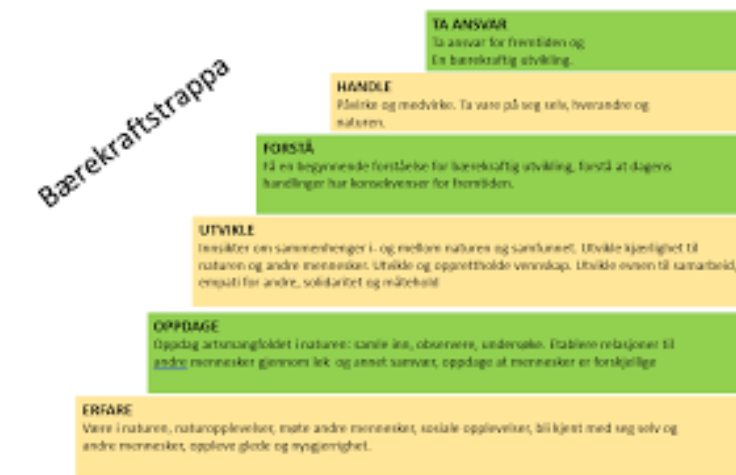 Bærekraftstrappa
TA ANSVAR
Ta ansvar for fremtiden og
En bærekraftig utvikling.
HANDLE
Påvirke og medvirke. Ta vare på seg selv, hverandre og
naturen.
FORSTÅ
Få en begynnende forståelse for bærekraftig utvikling, forstå at dagens
handlinger har konsekvenser for fremtiden.
UTVIKLE
Innsikter om sammenhenger i- og mellom naturen og samfunnet. Utvikle kjærlighet til
naturen og andre mennesker. Utvikle og opprettholde vennskap. Utvikle evnen til samarbeid,
empati for andre, solidaritet og måtehold
OPPDAGE
Oppdag artsmangfoldet i naturen: samle inn, observere, undersøke. Etablere relasjoner til
andre mennesker gjennom lek og annet samvær, oppdage at mennesker er forskjellige
ERFARE
Være i naturen, naturopplevelser, møte andre mennesker, sosiale opplevelser, bli kjent med seg selv og
andre mennesker, oppleve glede og nysgjerrighet.